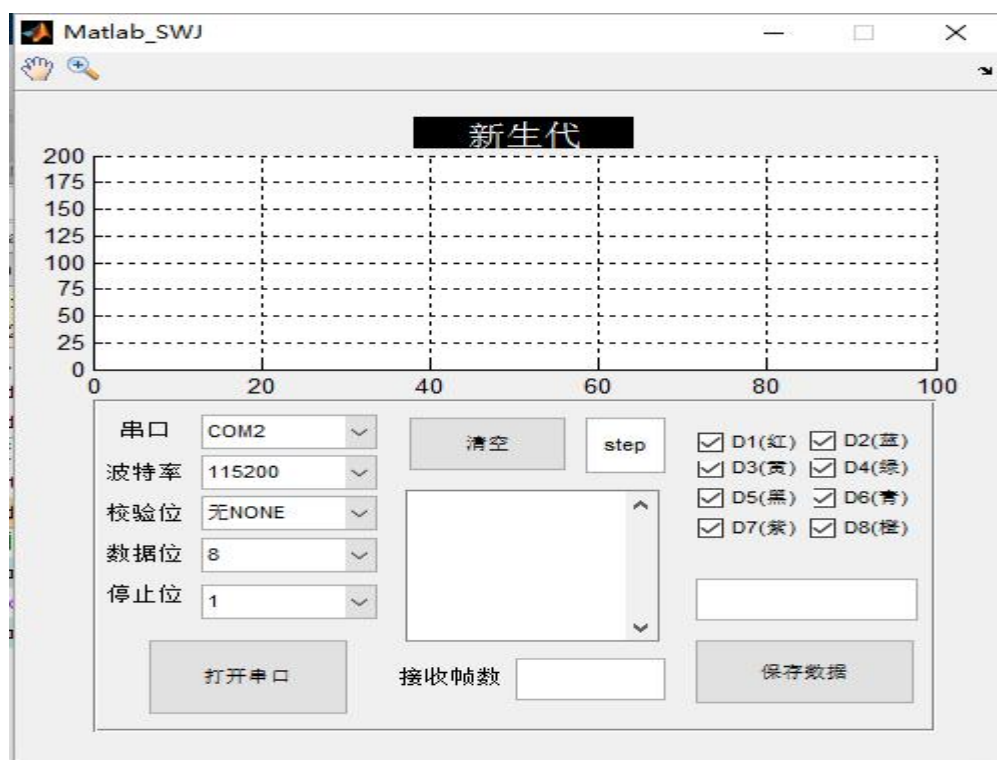 Matlab_SWJ
新生代
200
175
150
125
100
75
50
25
0
0 20 40 60 80 100
串口 COM2
波特率 115200
校验位 无NONE
数据位 8
停止位 1
打开串口
清空 step
接收帧数
D1(红) D2(蓝)
D3(黄) D4(绿)
D5(黑) D6(青)
D7(紫) D8(橙)
保存数据